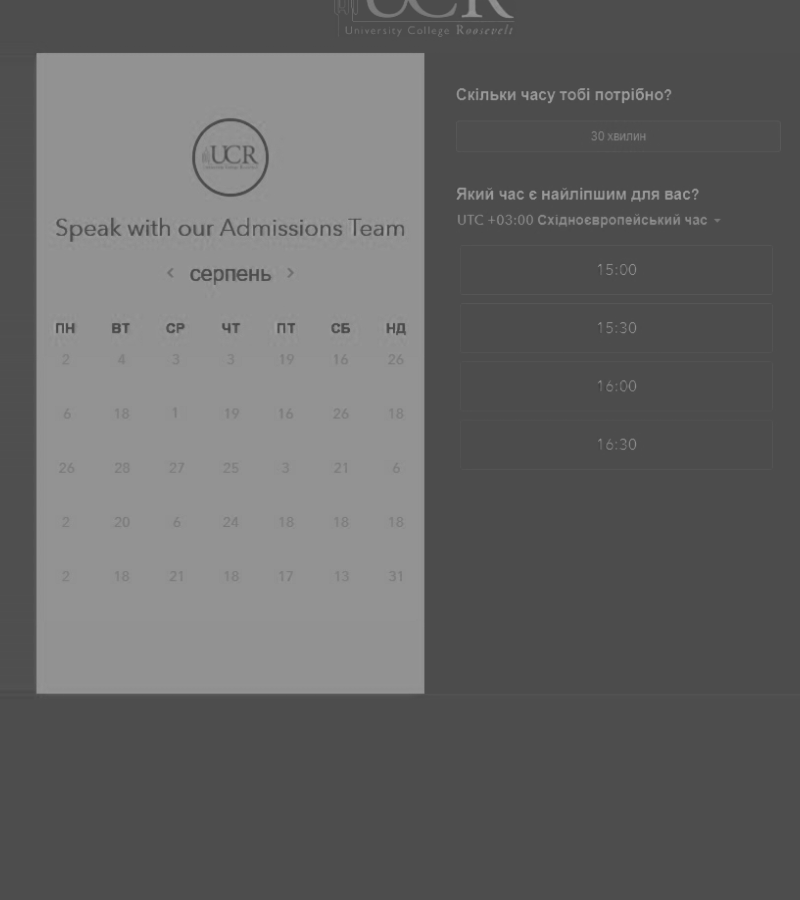 UCR
University College Roosevelt
UCR
Speak with our Admissions Team
серпень
ПН ВТ СР ЧТ ПТ СБ НД
2 4 3 3 19 16 26
6 18 1 19 16 26 18
26 28 27 25 3 21 6
2 20 6 24 18 18 18
2 18 21 18 17 13 31
Скільки часу тобі потрібно?
30 хвилин
Який час є найліпшим для вас?
UTC +03:00 Східноєвропейський час
15:00
15:30
16:00
16:30